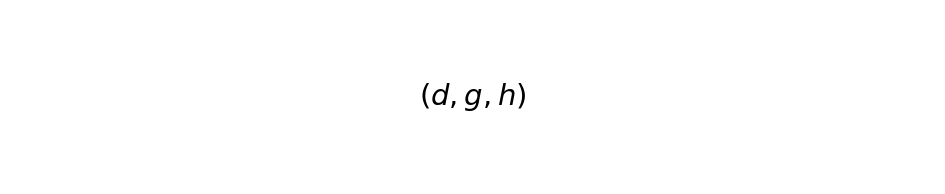 (d, g, h)